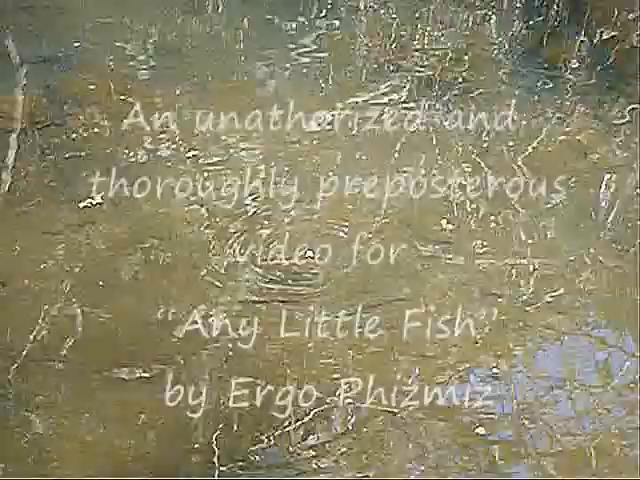 An unatherized and
thoroughly preposterous
video for
"Any Little Fish"
by Ergo Phizmiz